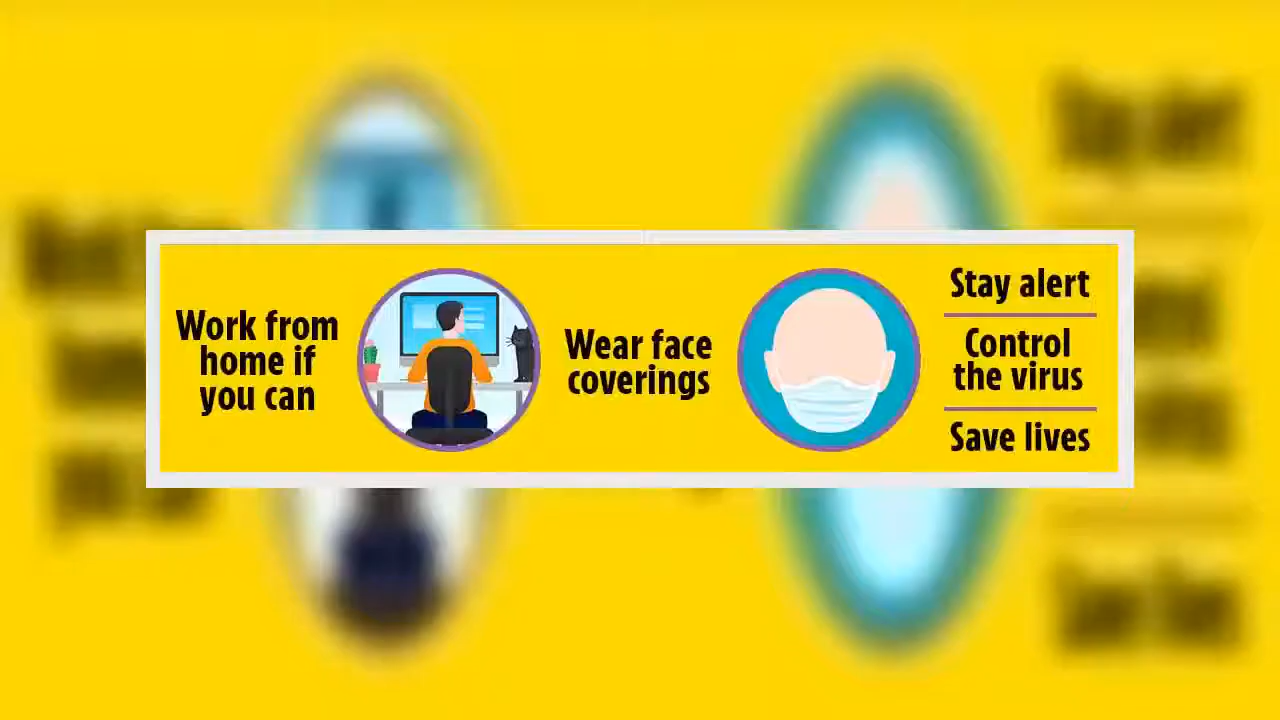 Work from
home if
you can
Wear face
coverings
Stay alert
Control
the virus
Save lives